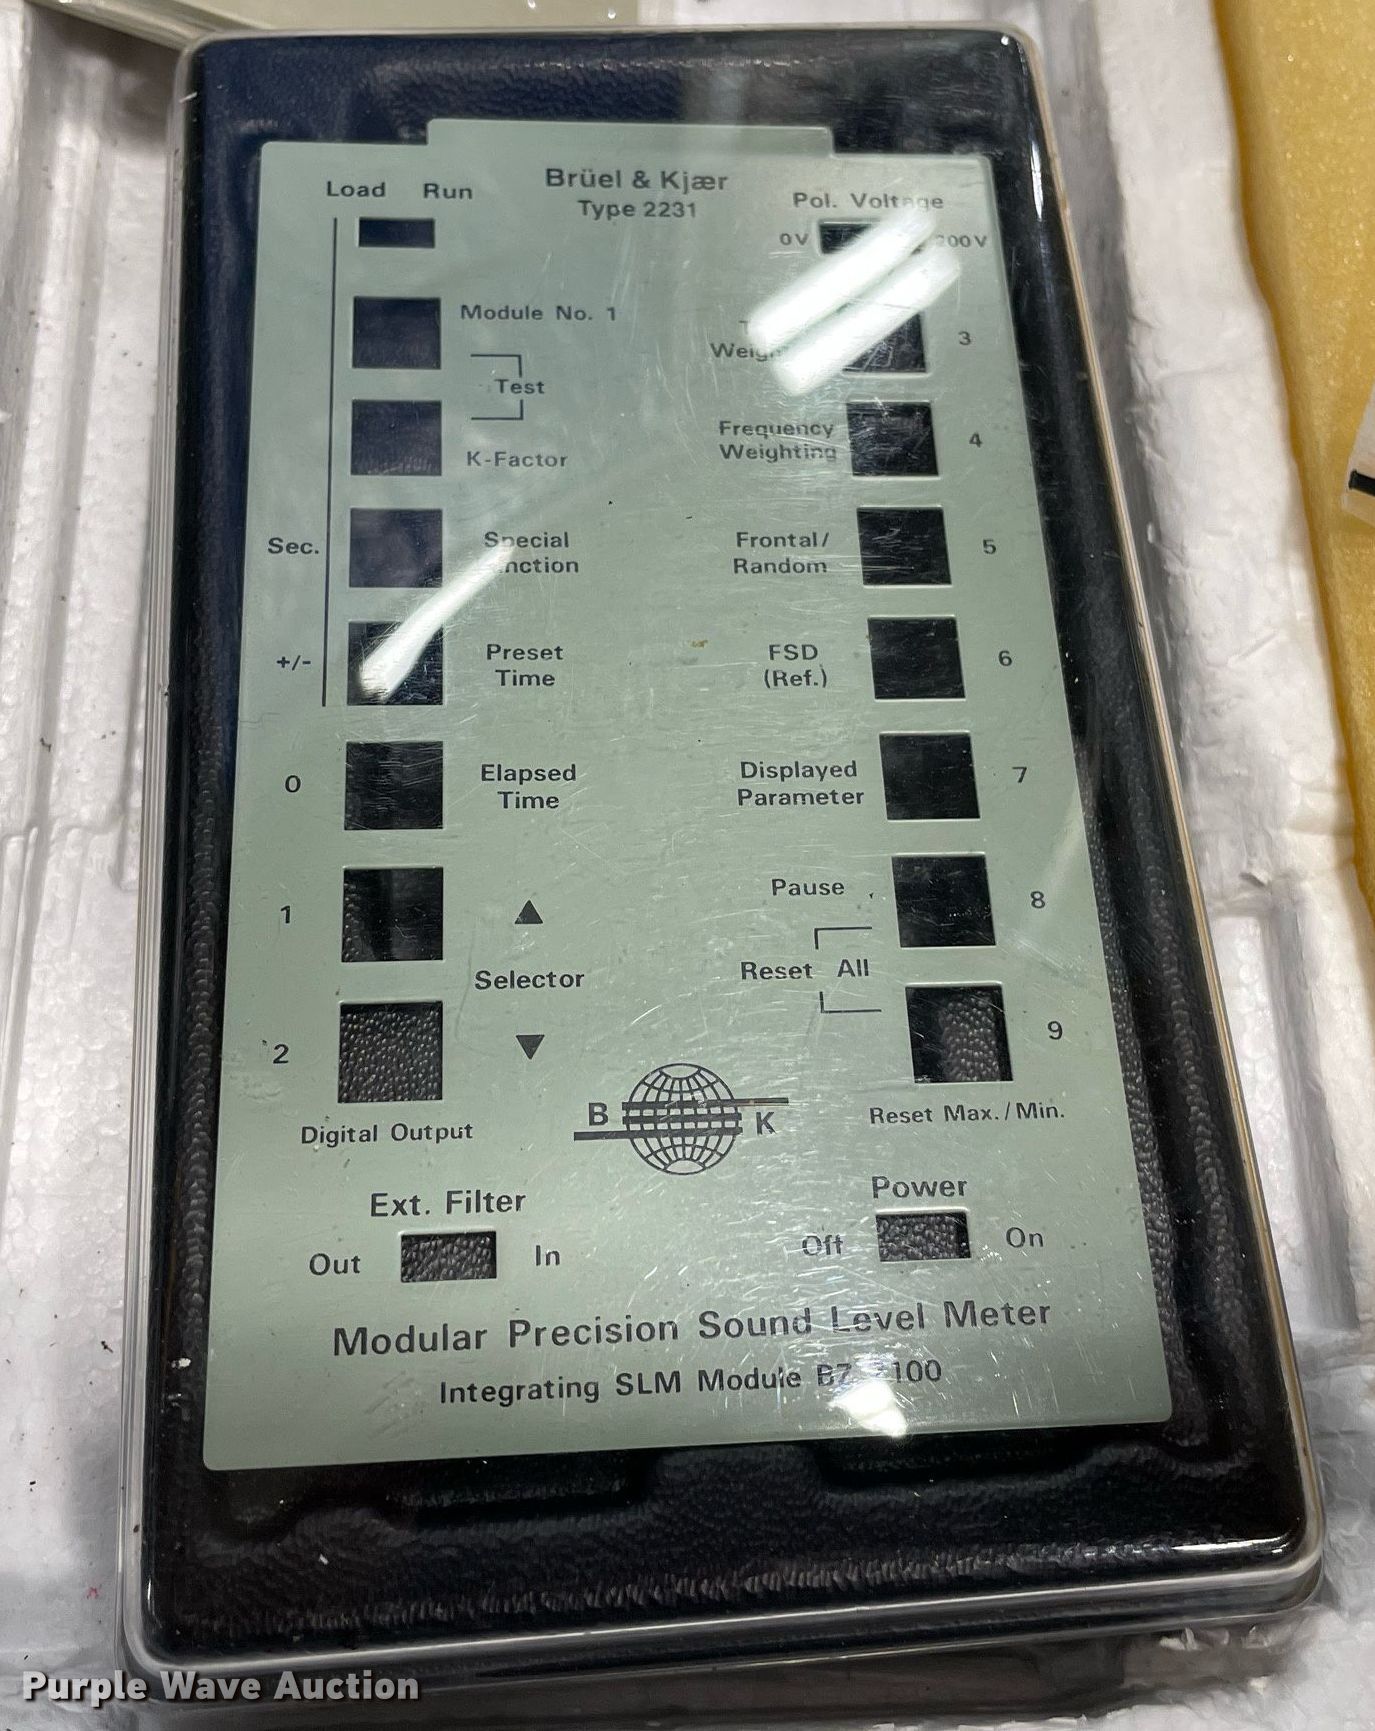 Brüel & Kjær
Type 2231
Load Run
Pol. Voltage
0V 200V
Module No. 1
Test
K-Factor
3
Frequency
Weighting
4
Sec.
Special
Frontal/
Random
5
+/-
Preset
Time
FSD
(Ref.)
6
0
Elapsed
Time
Displayed
Parameter
7
1
▲
Selector
▼
2
Digital Output
Pause
8
Reset All
9
Reset Max./Min.
B K
Ext. Filter
Out In
Power
Off On
Modular Precision Sound Level Meter
Integrating SLM Module
Purple Wave Auction